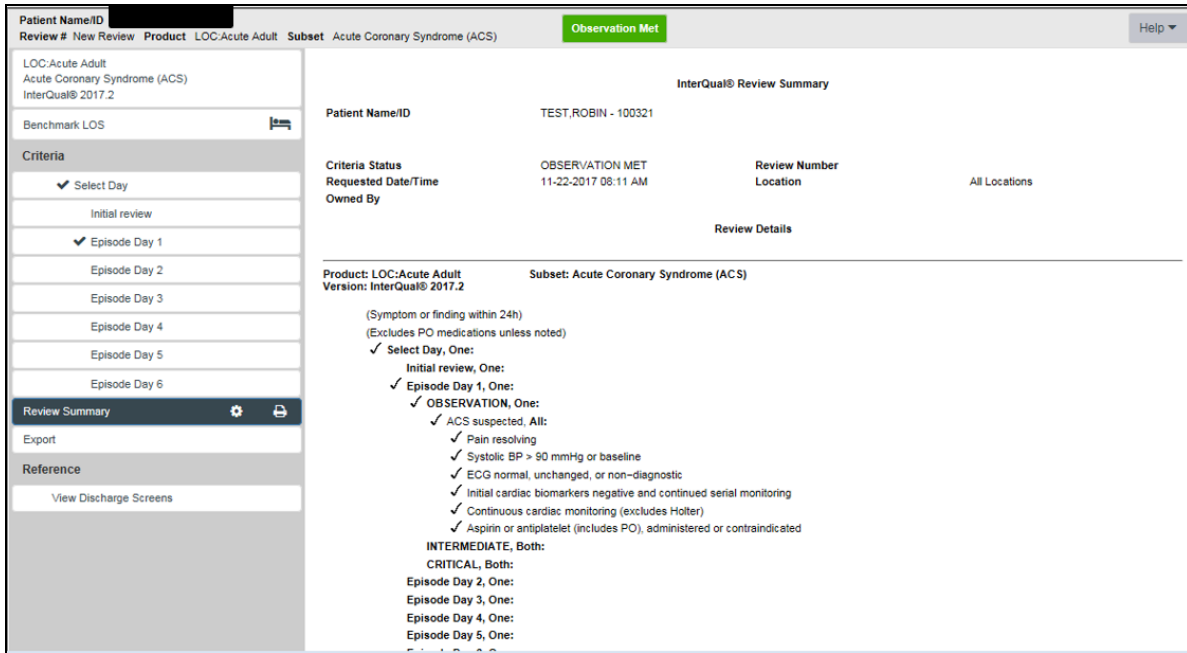 Patient Name/ID
Review # New Review Product LOC:Acute Adult Subset Acute Coronary Syndrome (ACS)
Observation Met
Help
LOC:Acute Adult
Acute Coronary Syndrome (ACS)
InterQual® 2017.2
Benchmark LOS
Criteria
✔ Select Day
Initial review
✔ Episode Day 1
Episode Day 2
Episode Day 3
Episode Day 4
Episode Day 5
Episode Day 6
Review Summary
Export
Reference
View Discharge Screens
InterQual® Review Summary
Patient Name/ID TEST,ROBIN - 100321
Criteria Status OBSERVATION MET Review Number
Requested Date/Time 11-22-2017 08:11 AM Location All Locations
Owned By
Review Details
Product: LOC:Acute Adult Subset: Acute Coronary Syndrome (ACS)
Version: InterQual® 2017.2
(Symptom or finding within 24h)
(Excludes PO medications unless noted)
✓ Select Day, One:
Initial review, One:
✓ Episode Day 1, One:
✓ OBSERVATION, One:
✓ ACS suspected, All:
✓ Pain resolving
✓ Systolic BP > 90 mmHg or baseline
✓ ECG normal, unchanged, or non-diagnostic
✓ Initial cardiac biomarkers negative and continued serial monitoring
✓ Continuous cardiac monitoring (excludes Holter)
✓ Aspirin or antiplatelet (includes PO), administered or contraindicated
INTERMEDIATE, Both:
CRITICAL, Both:
Episode Day 2, One:
Episode Day 3, One:
Episode Day 4, One:
Episode Day 5, One: